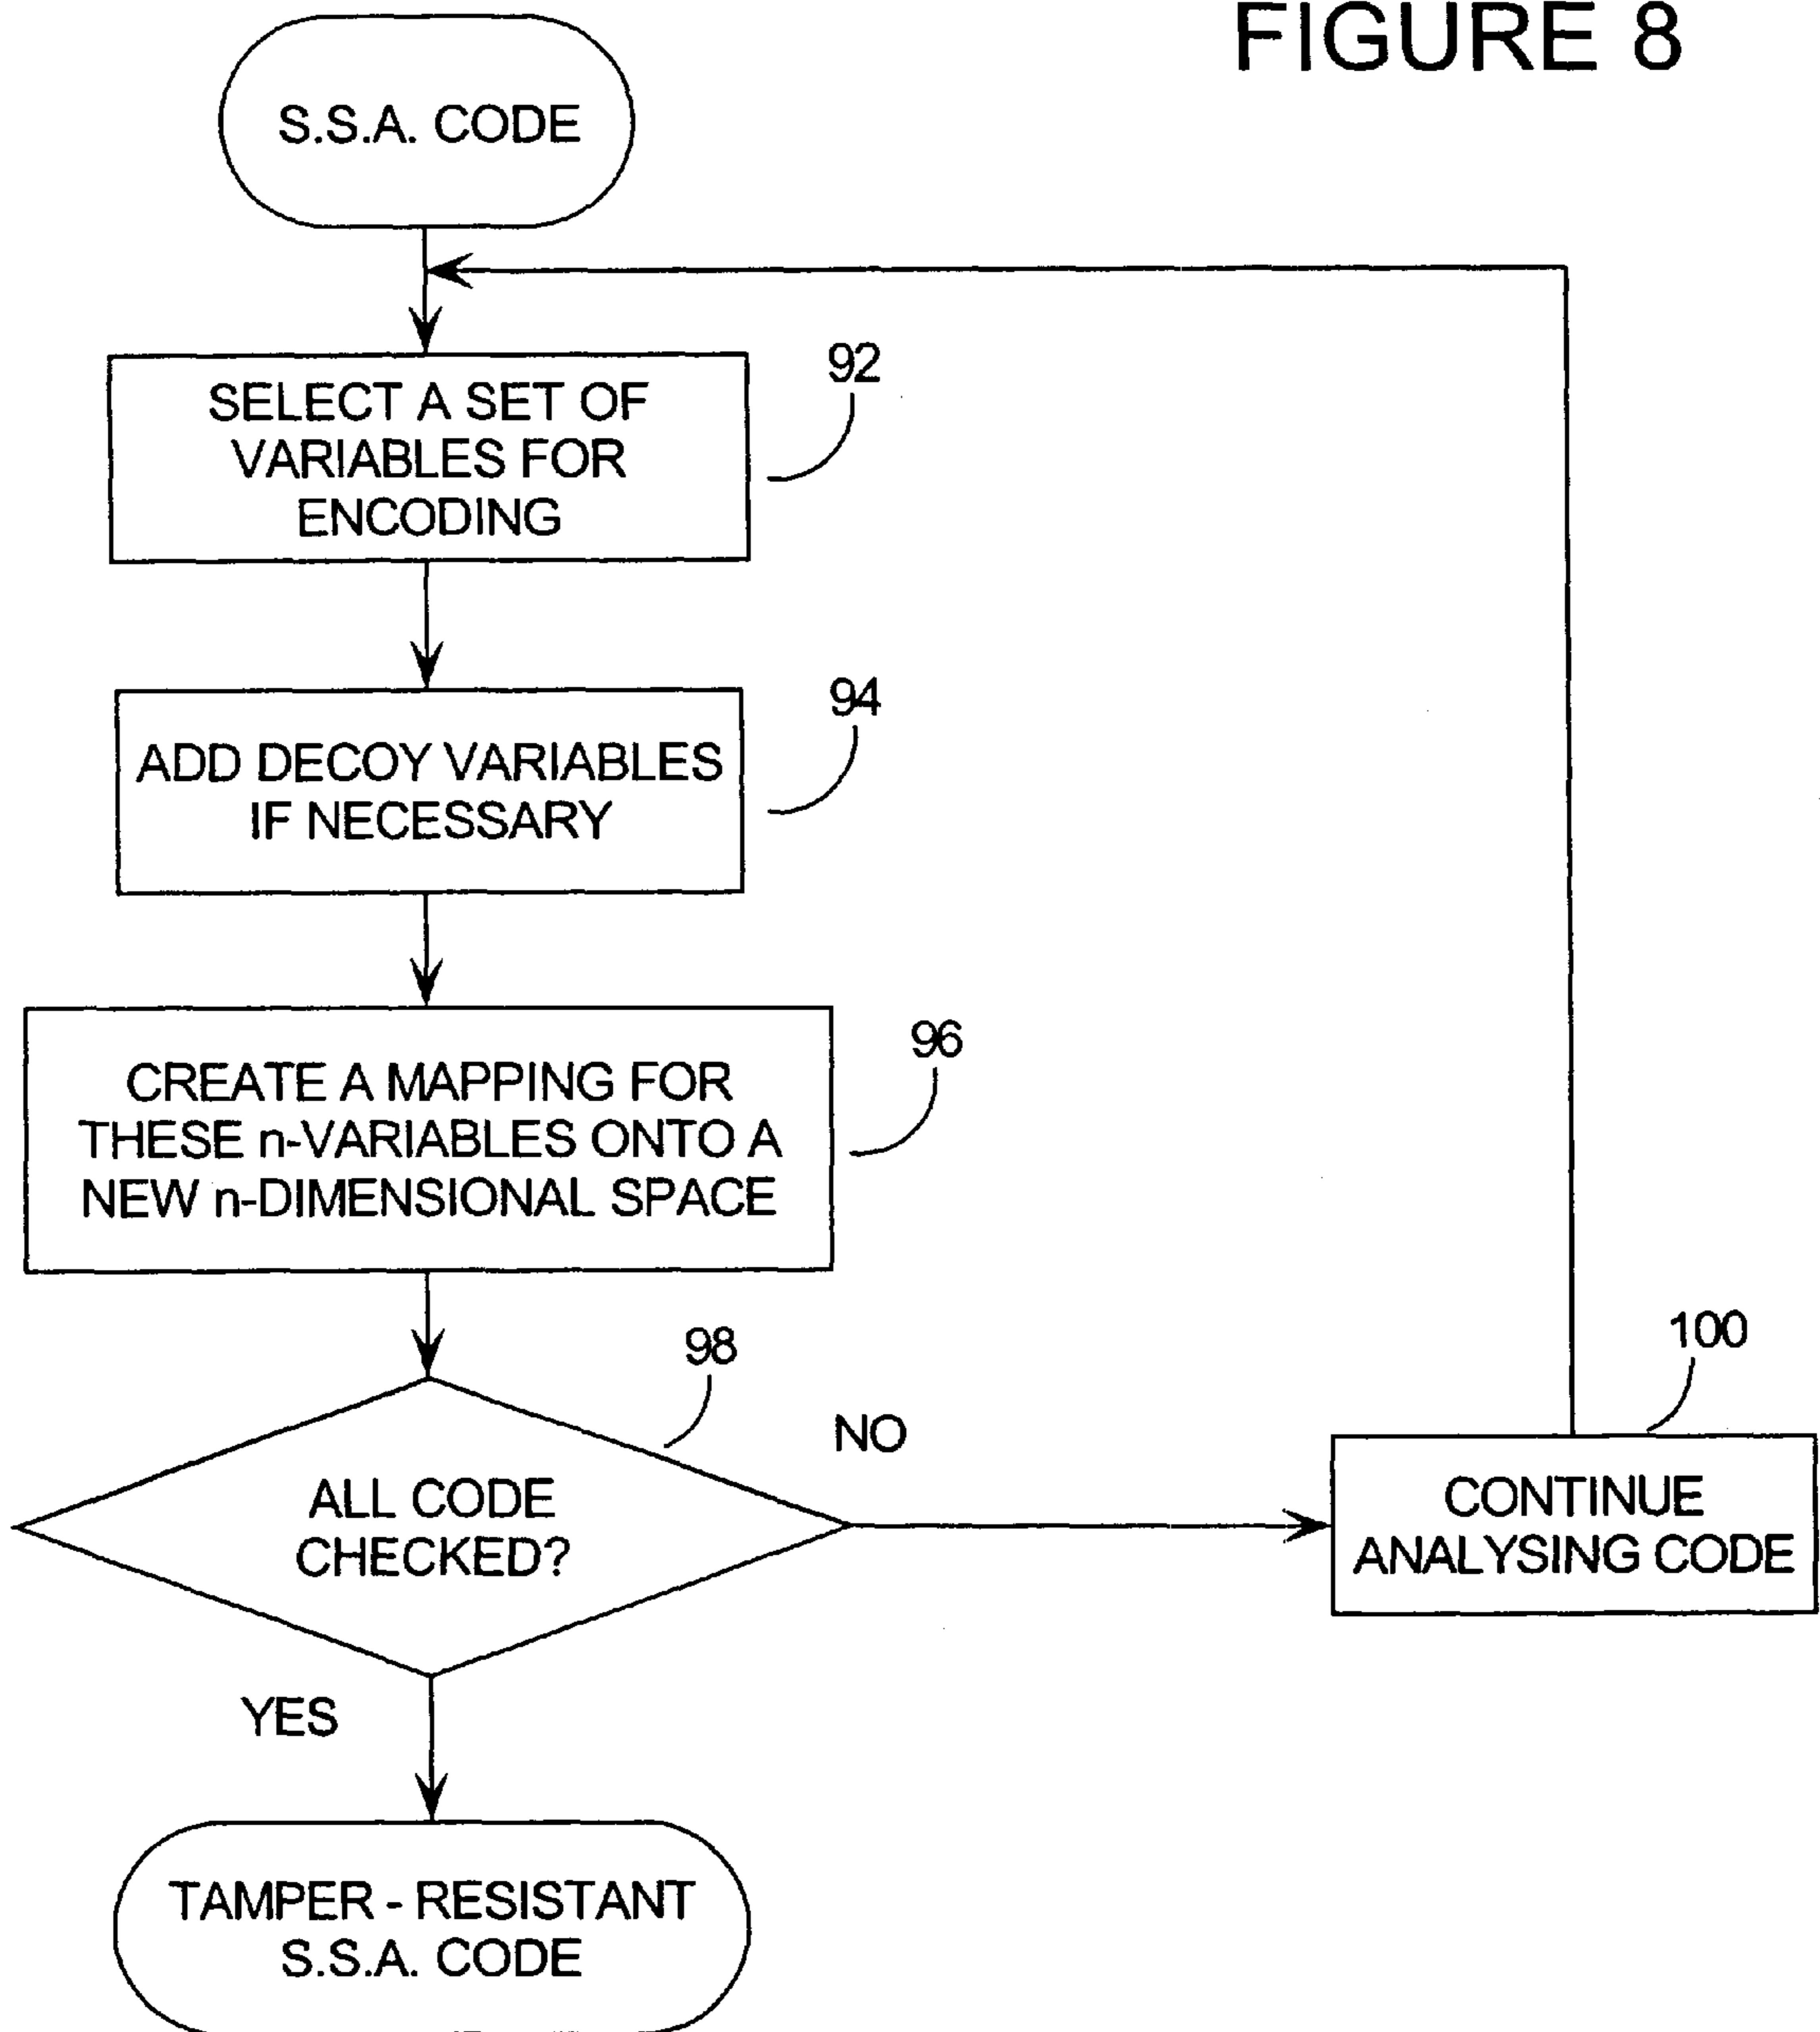 FIGURE 8
S.S.A. CODE
92
SELECT A SET OF
VARIABLES FOR
ENCODING
94
ADD DECOY VARIABLES
IF NECESSARY
96
CREATE A MAPPING FOR
THESE n-VARIABLES ONTO A
NEW n-DIMENSIONAL SPACE
98
ALL CODE
CHECKED?
NO
100
CONTINUE
ANALYSING CODE
YES
TAMPER - RESISTANT
S.S.A. CODE